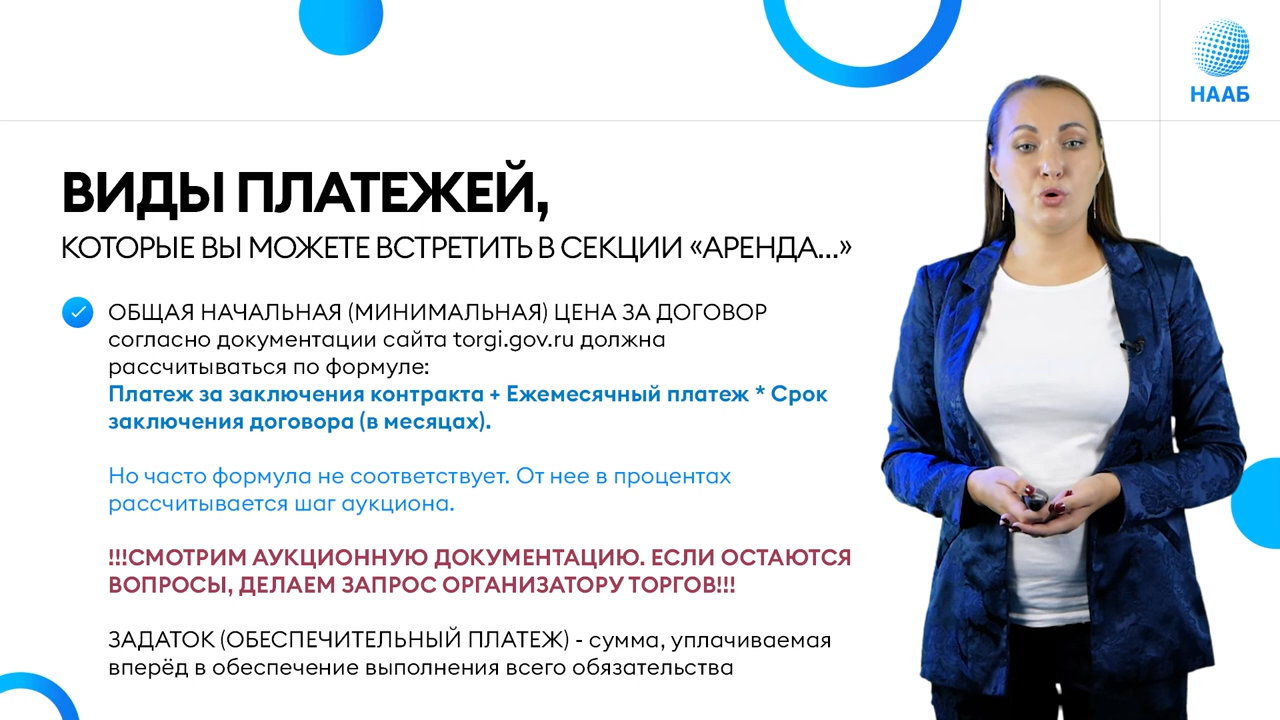 НААБ
ВИДЫ ПЛАТЕЖЕЙ,
КОТОРЫЕ ВЫ МОЖЕТЕ ВСТРЕТИТЬ В СЕКЦИИ «АРЕНДА...»
ОБЩАЯ НАЧАЛЬНАЯ (МИНИМАЛЬНАЯ) ЦЕНА ЗА ДОГОВОР
согласно документации сайта torgi.gov.ru должна
рассчитываться по формуле:
Платеж за заключения контракта + Ежемесячный платеж * Срок
заключения договора (в месяцах).
Но часто формула не соответствует. От нее в процентах
рассчитывается шаг аукциона.
!!!СМОТРИМ АУКЦИОННУЮ ДОКУМЕНТАЦИЮ. ЕСЛИ ОСТАЮТСЯ
ВОПРОСЫ, ДЕЛАЕМ ЗАПРОС ОРГАНИЗАТОРУ ТОРГОВ!!!
ЗАДАТОК (ОБЕСПЕЧИТЕЛЬНЫЙ ПЛАТЕЖ) - сумма, уплачиваемая
вперёд в обеспечение выполнения всего обязательства